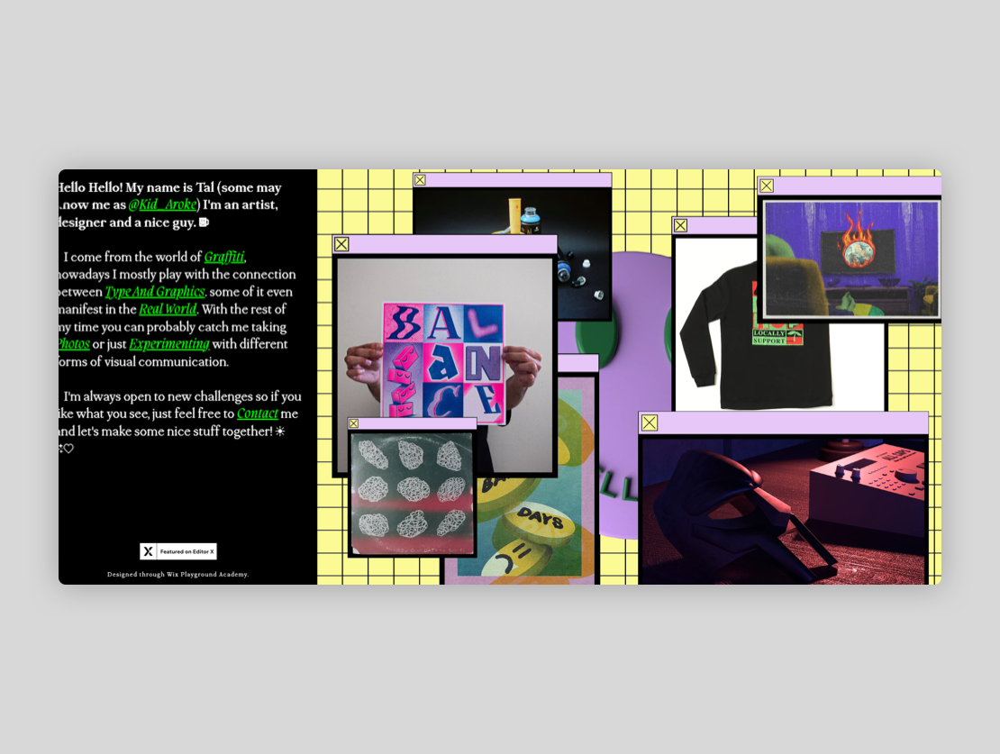 Hello Hello! My name is Tal (some may
know me as @Kid_Aroke) I'm an artist,
designer and a nice guy.
I come from the world of Graffiti,
nowadays I mostly play with the connection
between Type And Graphics. some of it even
manifest in the Real World. With the rest of
my time you can probably catch me taking
Photos or just Experimenting with different
forms of visual communication.
I'm always open to new challenges so if you
like what you see, just feel free to Contact me
and let's make some nice stuff together!
X Featured on Editor X
Designed through Wix Playground Academy.
BAL
AN
CE
DAYS
LOCALLY
SUPPORT